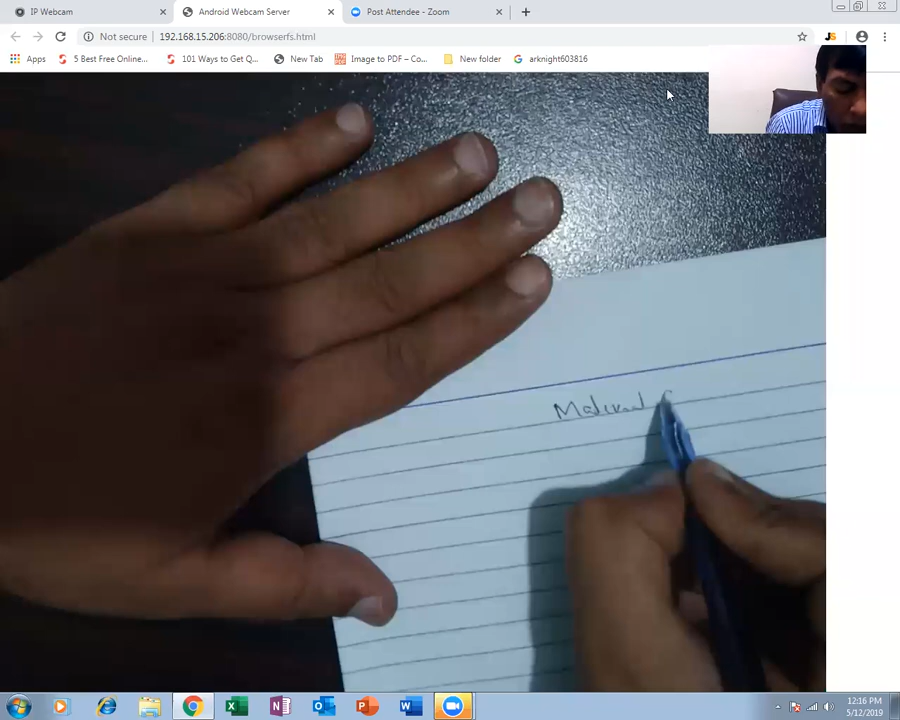 IP Webcam
Android Webcam Server
Post Attendee - Zoom
Not secure
192.168.15.206:8080/browserfs.html
JS
Apps
5 Best Free Online...
101 Ways to Get Q...
New Tab
Image to PDF – Co...
New folder
arknight603816
12:16 PM
5/12/2019